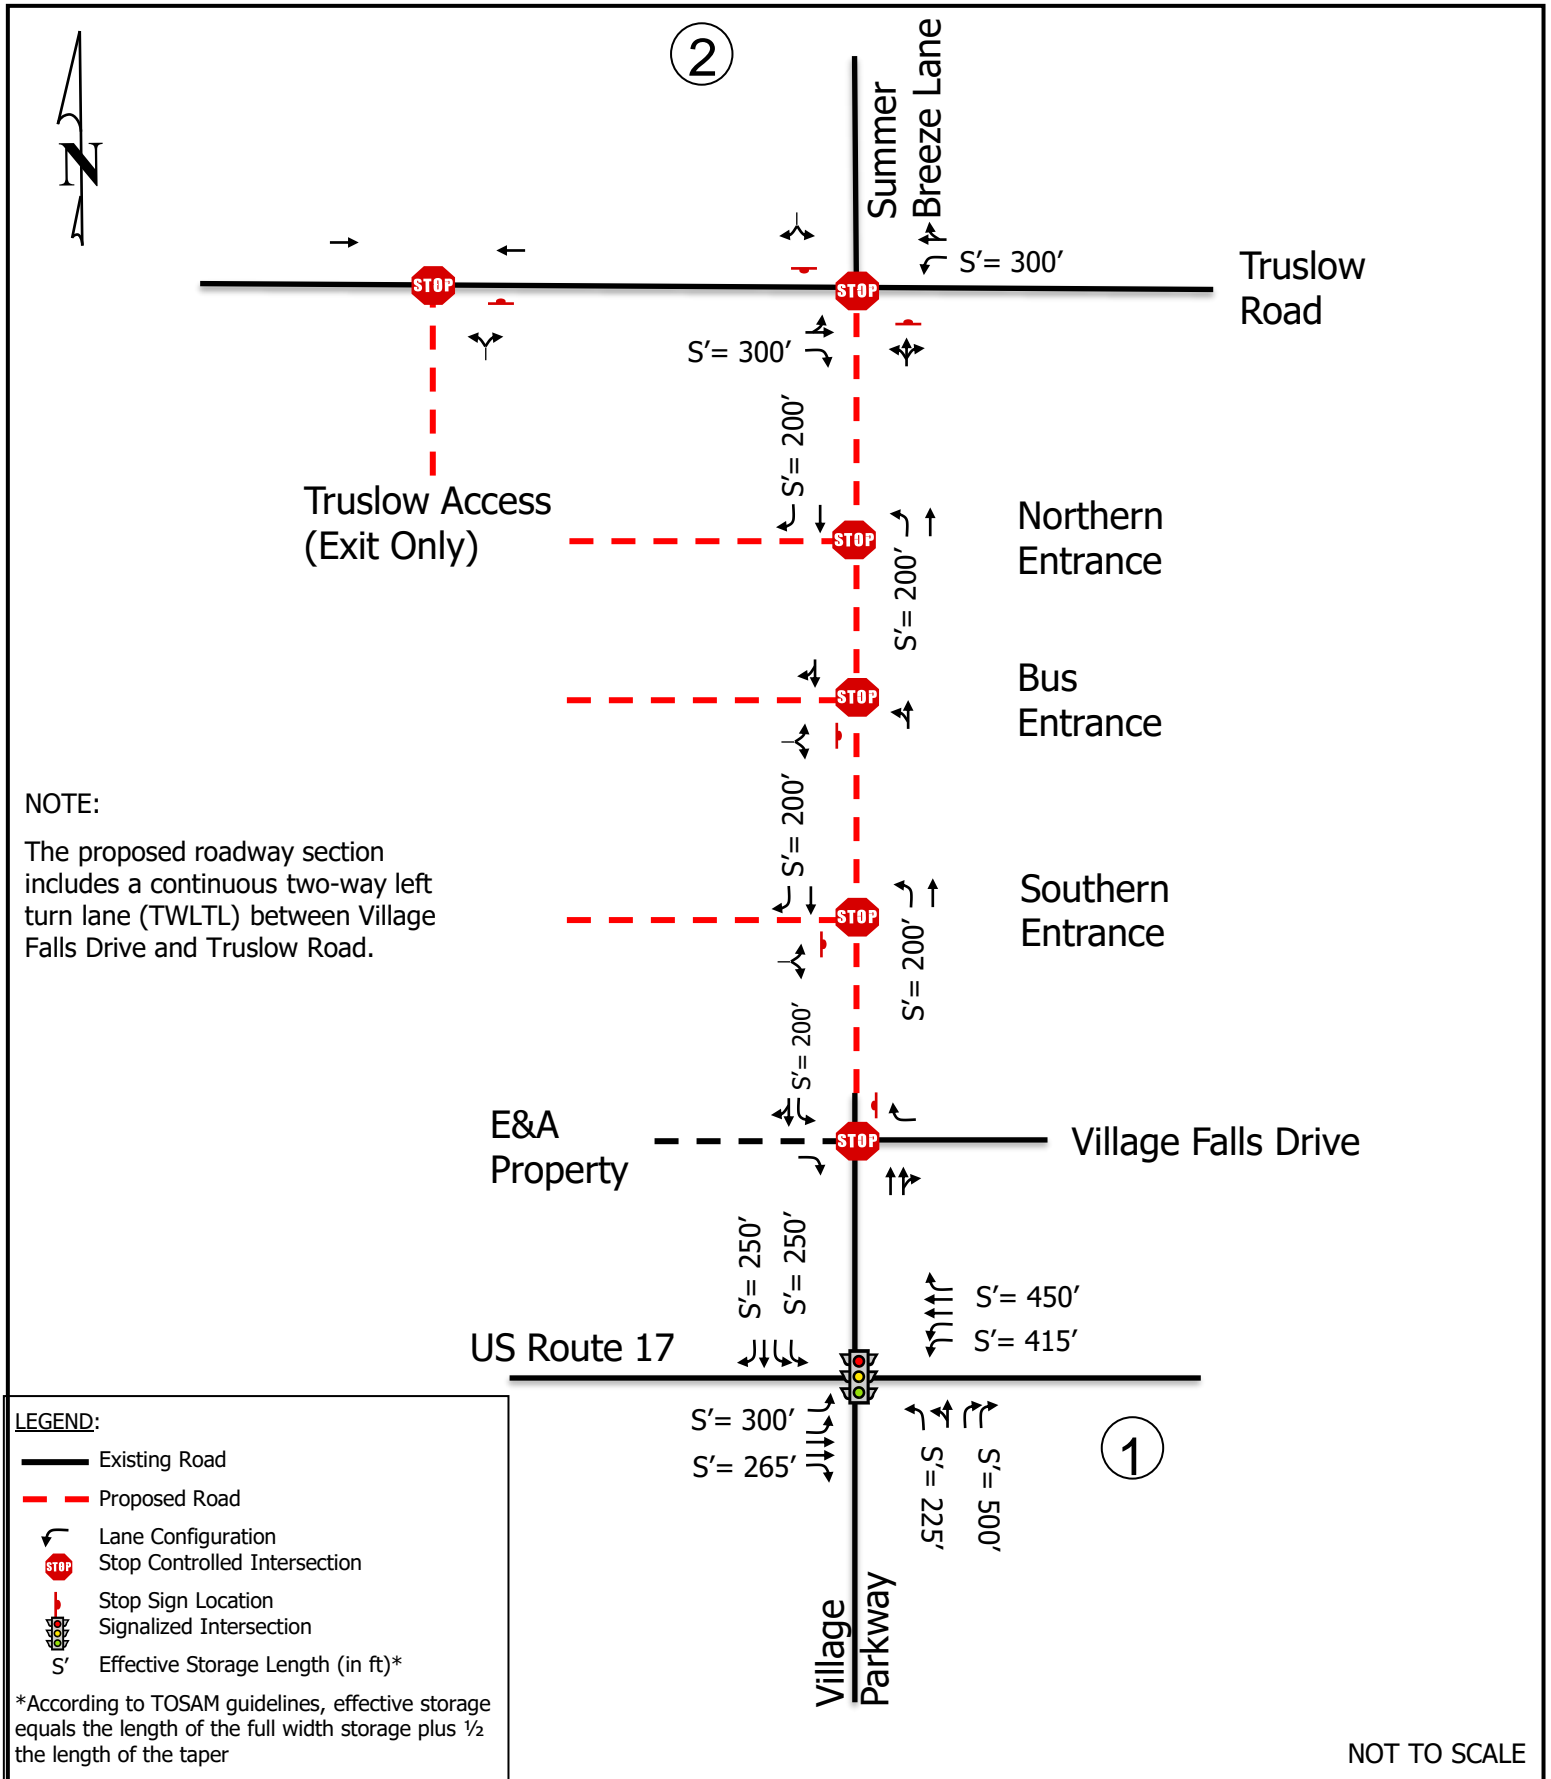 2
Summer
Breeze Lane
N
S'= 300'
Truslow
Road
STOP
STOP
S'= 300'
S'= 200'
Truslow Access
(Exit Only)
STOP
Northern
Entrance
S'= 200'
STOP
Bus
Entrance
S'= 200'
NOTE:
The proposed roadway section
includes a continuous two-way left
turn lane (TWLTL) between Village
Falls Drive and Truslow Road.
STOP
Southern
Entrance
S'= 200'
S'= 200'
E&A
Property
STOP
Village Falls Drive
S'= 250'
S'= 250'
S'= 450'
S'= 415'
US Route 17
S'= 300'
S'= 265'
S'= 225'
S'= 500'
1
Village
Parkway
LEGEND:
Existing Road
Proposed Road
Lane Configuration
STOP
Stop Controlled Intersection
Stop Sign Location
Signalized Intersection
S' Effective Storage Length (in ft)*
*According to TOSAM guidelines, effective storage
equals the length of the full width storage plus ½
the length of the taper
NOT TO SCALE